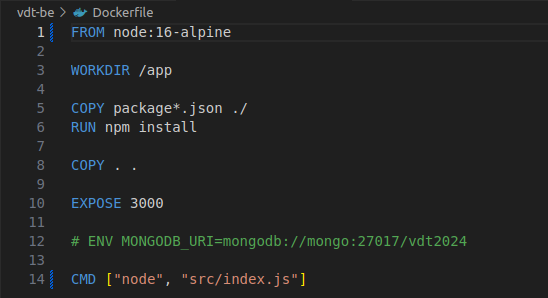 vdt-be > Dockerfile
1 FROM node:16-alpine
2
3 WORKDIR /app
4
5 COPY package*.json ./
6 RUN npm install
7
8 COPY . .
9
10 EXPOSE 3000
11
12 # ENV MONGODB_URI=mongodb://mongo:27017/vdt2024
13
14 CMD ["node", "src/index.js"]